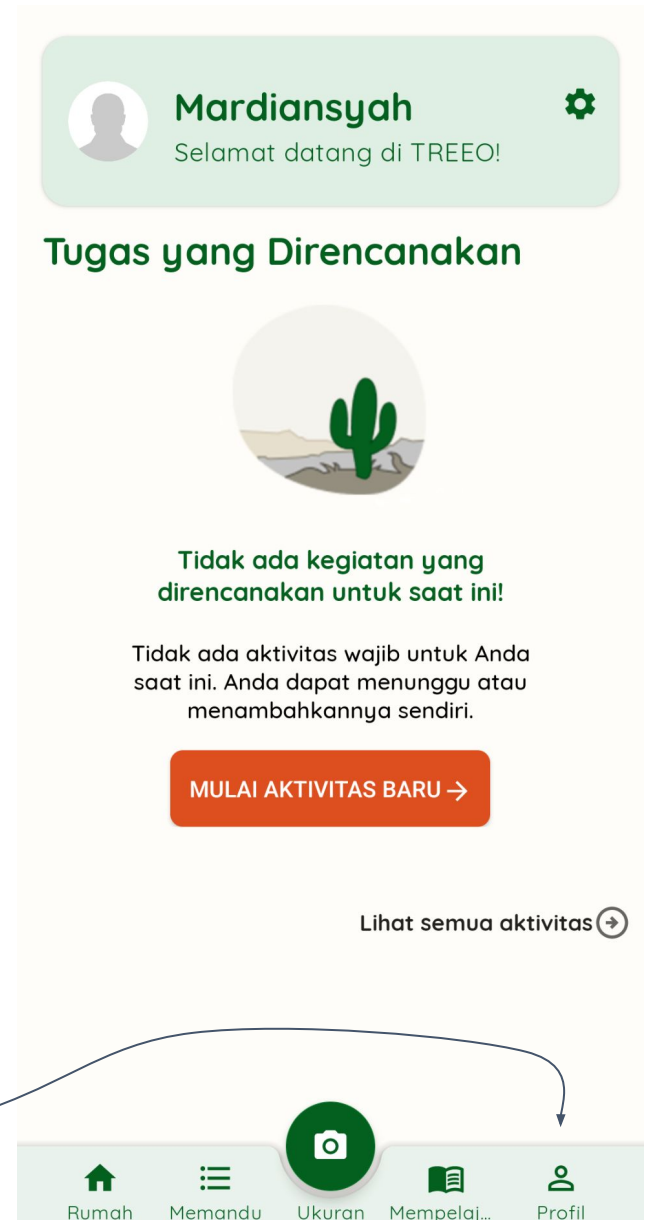 Mardiansyah
Selamat datang di TREEO!
Tugas yang Direncanakan
Tidak ada kegiatan yang
direncanakan untuk saat ini!
Tidak ada aktivitas wajib untuk Anda
saat ini. Anda dapat menunggu atau
menambahkannya sendiri.
MULAI AKTIVITAS BARU
Lihat semua aktivitas
Rumah
Memandu
Ukuran
Mempelaj...
Profil